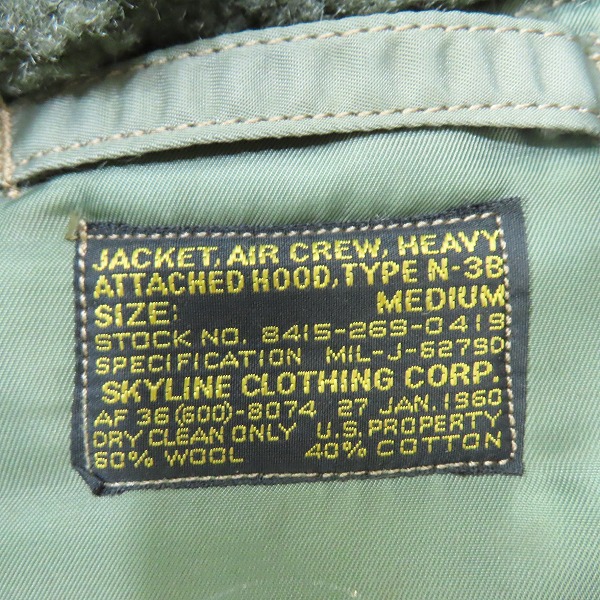 JACKET, AIR CREW, HEAVY
ATTACHED HOOD, TYPE N-3B
SIZE: MEDIUM
STOCK NO. 8415-269-0419
SPECIFICATION MIL-J-6279D
SKYLINE CLOTHING CORP.
AF 36(600)-8074 27 JAN. 1960
DRY CLEAN ONLY U.S. PROPERTY
60% WOOL 40% COTTON